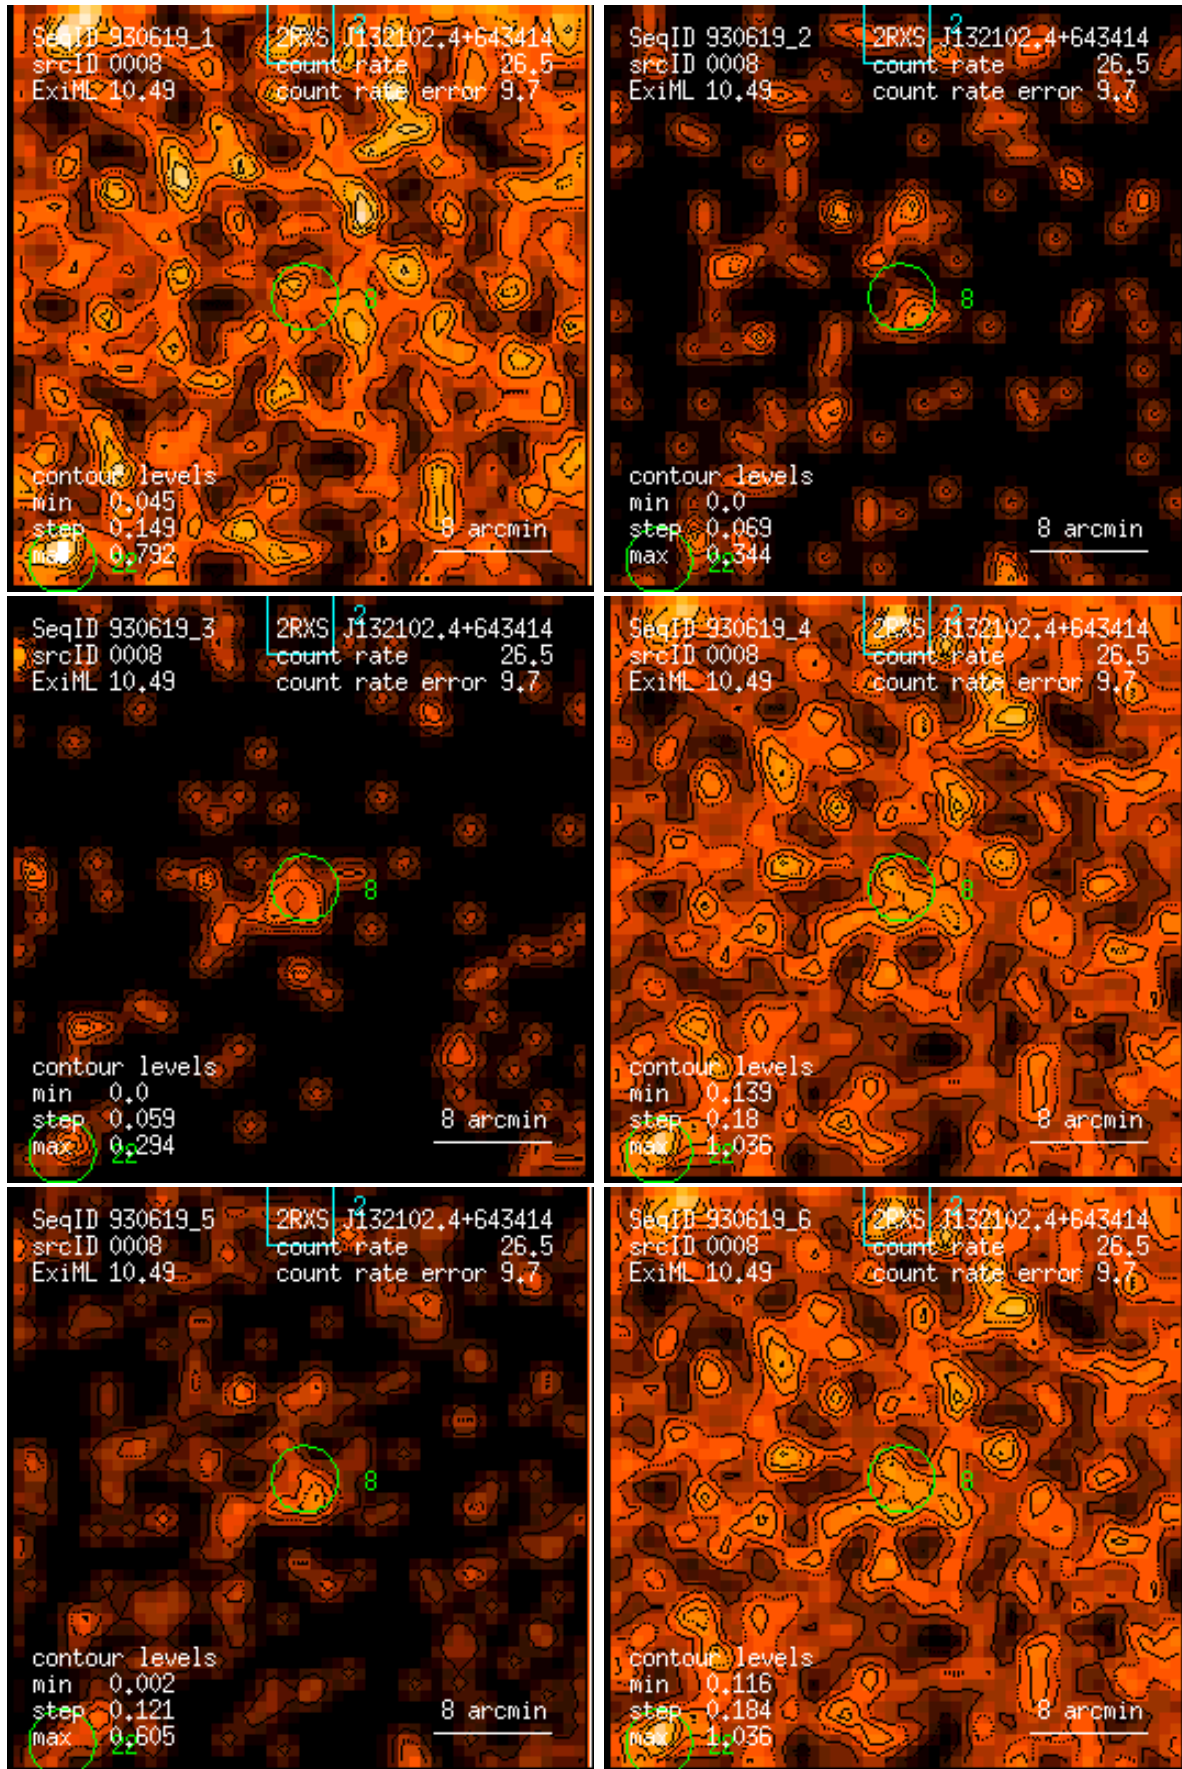 2
SeqID 930619_1 2RXS J132102.4+643414
srcID 0008 count rate 26.5
ExiML 10.49 count rate error 9.7
8
contour levels
min 0.045
step 0.149
8 arcmin
max 0.792
22
2
SeqID 930619_2 2RXS J132102.4+643414
srcID 0008 count rate 26.5
ExiML 10.49 count rate error 9.7
8
contour levels
min 0.0
step 0.069
8 arcmin
max 0.344
22
2
SeqID 930619_3 2RXS J132102.4+643414
srcID 0008 count rate 26.5
ExiML 10.49 count rate error 9.7
8
contour levels
min 0.0
step 0.059
8 arcmin
max 0.294
22
2
SeqID 930619_4 2RXS J132102.4+643414
srcID 0008 count rate 26.5
ExiML 10.49 count rate error 9.7
8
contour levels
min 0.139
step 0.18
8 arcmin
max 1.036
22
2
SeqID 930619_5 2RXS J132102.4+643414
srcID 0008 count rate 26.5
ExiML 10.49 count rate error 9.7
8
contour levels
min 0.002
step 0.121
8 arcmin
max 0.605
22
2
SeqID 930619_6 2RXS J132102.4+643414
srcID 0008 count rate 26.5
ExiML 10.49 count rate error 9.7
8
contour levels
min 0.116
step 0.184
8 arcmin
max 1.036
22